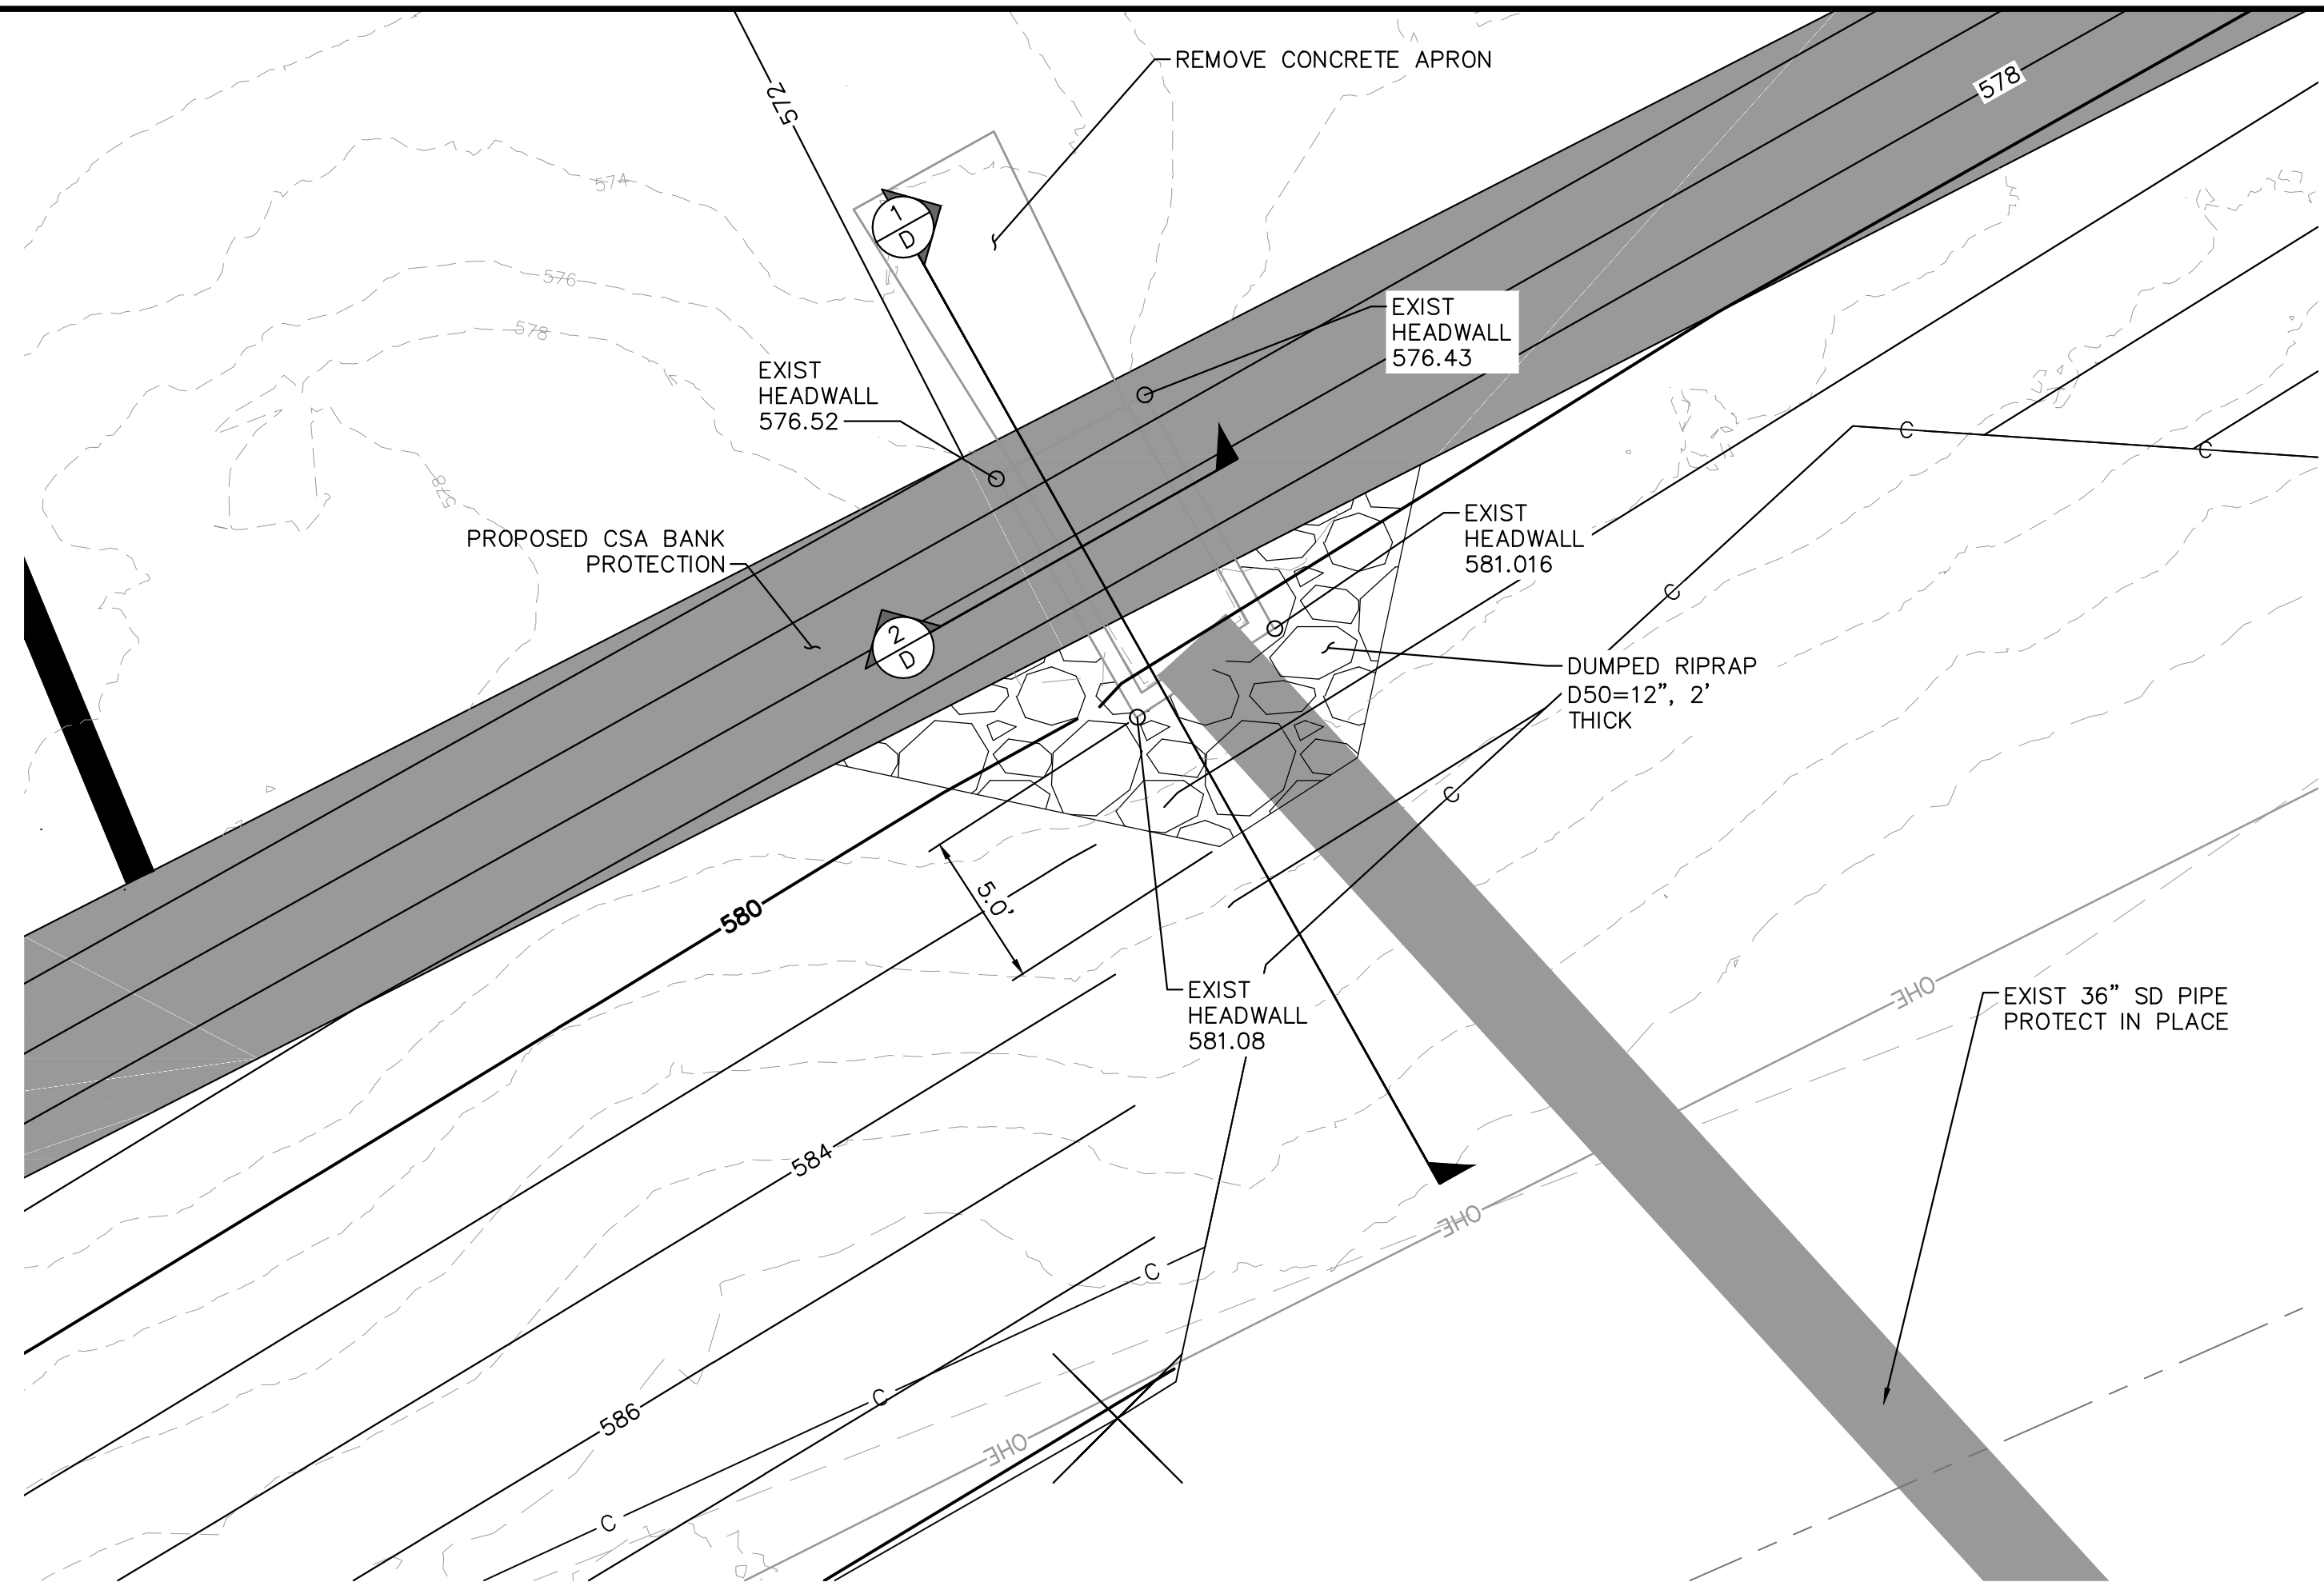 REMOVE CONCRETE APRON
578
572
574
1
D
576
578
EXIST
HEADWALL
576.43
EXIST
HEADWALL
576.52
C
C
578
EXIST
HEADWALL
581.016
PROPOSED CSA BANK
PROTECTION
C
2
D
DUMPED RIPRAP
D50=12", 2'
THICK
C
5.0'
580
EXIST
HEADWALL
581.08
OHE
EXIST 36" SD PIPE
PROTECT IN PLACE
584
OHE
C
C
586
OHE
C